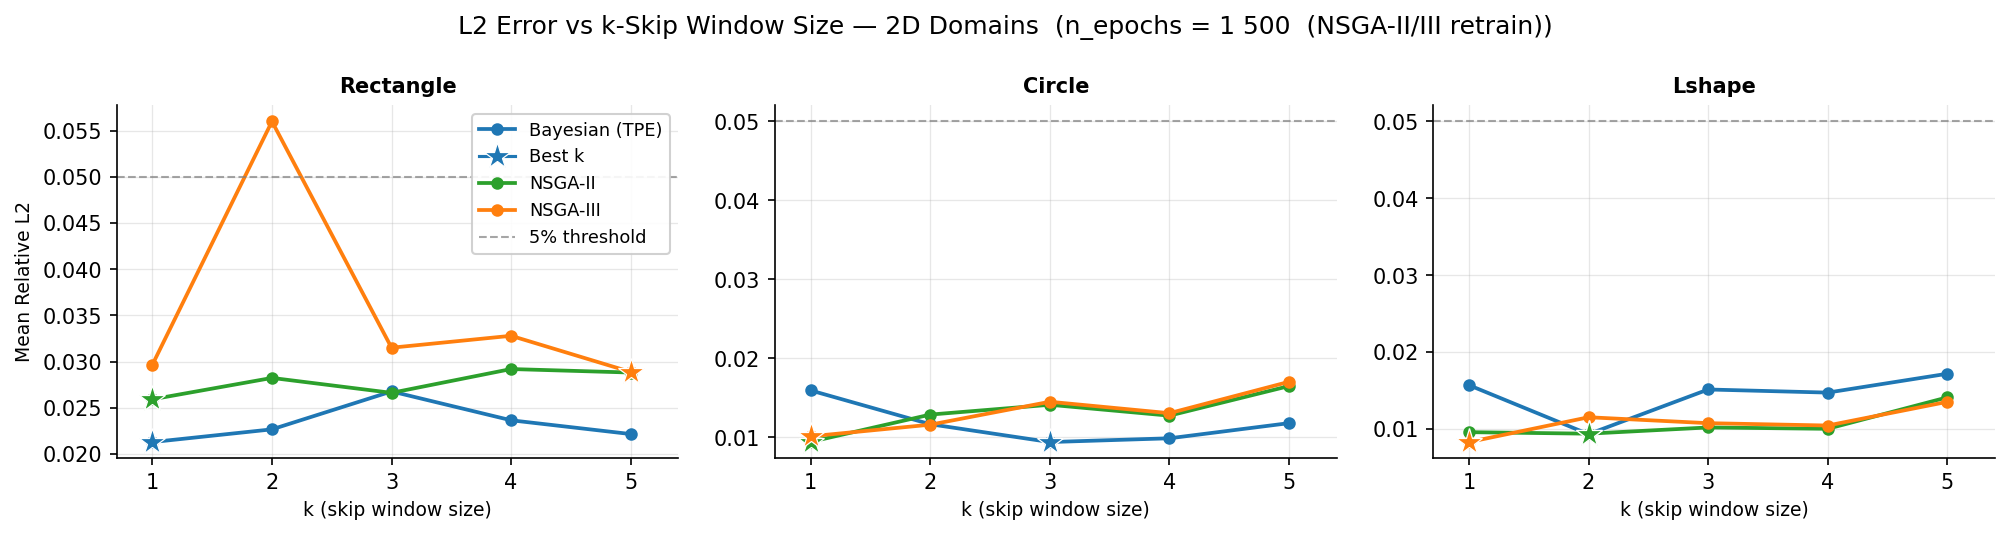 L2 Error vs k-Skip Window Size — 2D Domains  (n_epochs = 1 500  (NSGA-II/III retrain))
Rectangle
Mean Relative L2
0.055
0.050
0.045
0.040
0.035
0.030
0.025
0.020
Bayesian (TPE)
Best k
NSGA-II
NSGA-III
5% threshold
1 2 3 4 5
k (skip window size)
Circle
0.05
0.04
0.03
0.02
0.01
1 2 3 4 5
k (skip window size)
Lshape
0.05
0.04
0.03
0.02
0.01
1 2 3 4 5
k (skip window size)